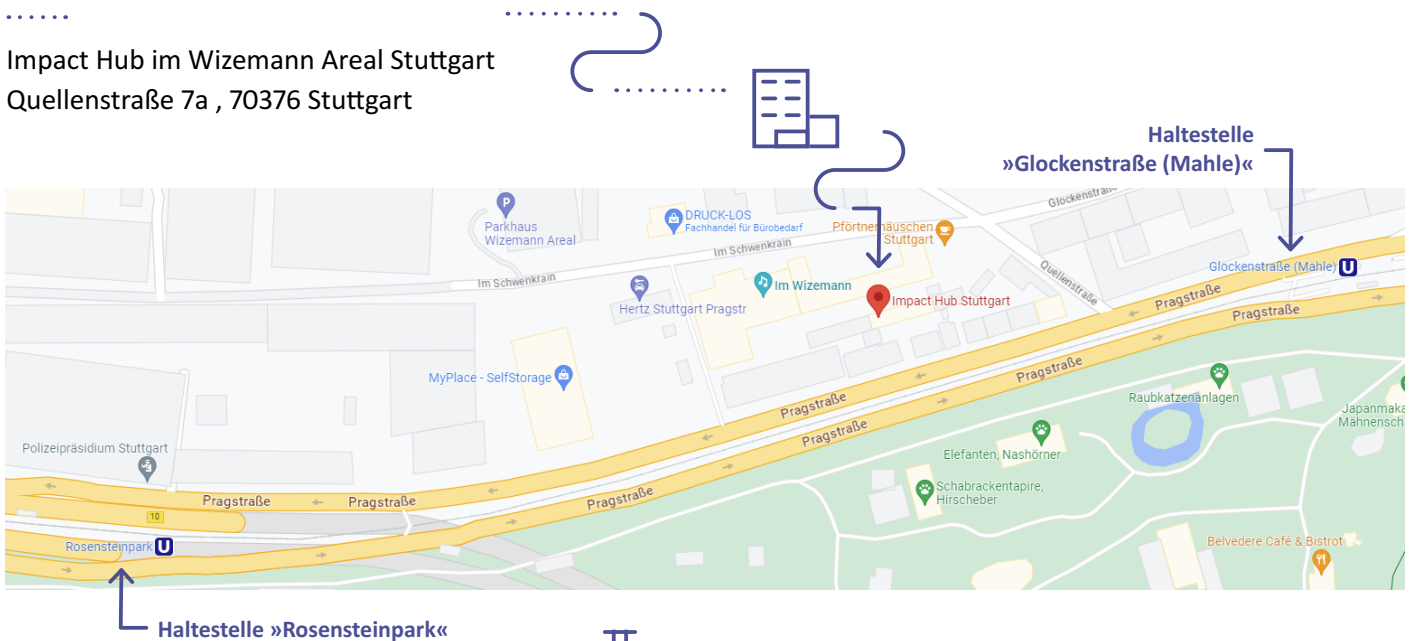 Impact Hub im Wizemann Areal Stuttgart
Quellenstraße 7a , 70376 Stuttgart
Haltestelle
»Glockenstraße (Mahle)«
P
Parkhaus
Wizemann Areal
DRUCK-LOS
Fachhandel für Bürobedarf
Pförtnerhäuschen
Stuttgart
Glockenstraße
Im Schwenkrain
Im Schwenkrain
Quellenstraße
Glockenstraße (Mahle)
U
Im Wizemann
Impact Hub Stuttgart
Hertz Stuttgart Pragstr
Pragstraße
Pragstraße
MyPlace - SelfStorage
Pragstraße
Pragstraße
Pragstraße
Raubkatzenanlagen
Japanmaka
Mähnenscha
Elefanten, Nashörner
Polizeipräsidium Stuttgart
Schabrackentapire,
Hirscheber
Pragstraße
Pragstraße
Pragstraße
10
Rosensteinpark
U
Belvedere Café & Bistrot
Haltestelle »Rosensteinpark«